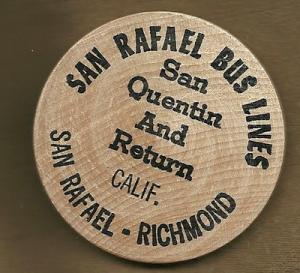 SAN RAFAEL BUS LINES
San
Quentin
And
Return
CALIF.
SAN RAFAEL - RICHMOND